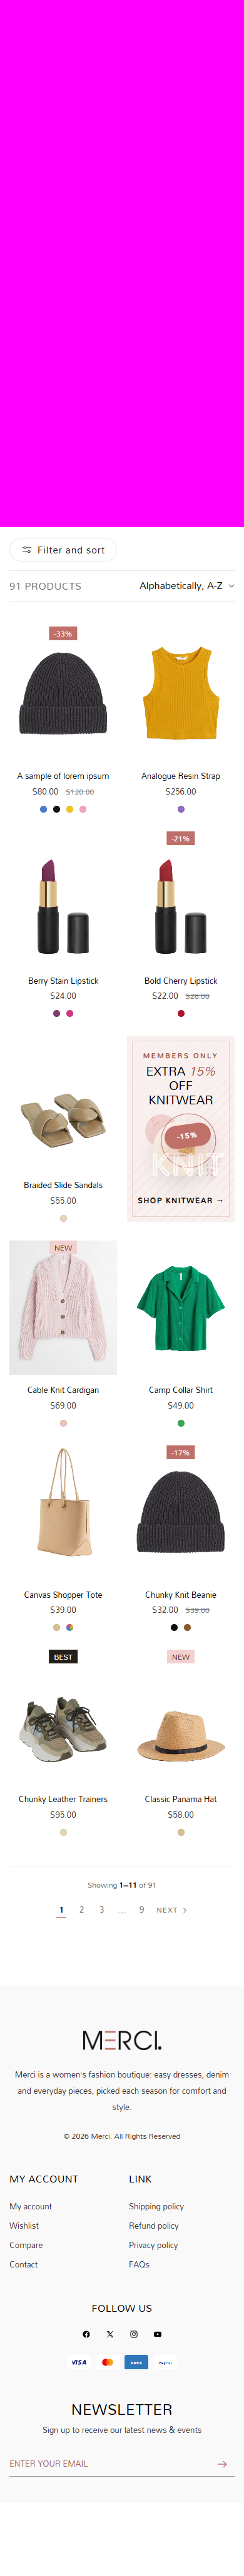 Filter and sort
91 PRODUCTS
Alphabetically, A-Z
-33%
A sample of lorem ipsum
$80.00 $120.00
Analogue Resin Strap
$256.00
Berry Stain Lipstick
$24.00
-21%
Bold Cherry Lipstick
$22.00 $28.00
Braided Slide Sandals
$55.00
MEMBERS ONLY
EXTRA 15%
OFF
KNITWEAR
-15%
KNIT
SHOP KNITWEAR →
NEW
Cable Knit Cardigan
$69.00
Camp Collar Shirt
$49.00
Canvas Shopper Tote
$39.00
-17%
Chunky Knit Beanie
$32.00 $39.00
BEST
Chunky Leather Trainers
$95.00
NEW
Classic Panama Hat
$58.00
Showing 1–11 of 91
1 2 3 ... 9 NEXT
MERCI.
Merci is a women's fashion boutique: easy dresses, denim
and everyday pieces, picked each season for comfort and
style.
© 2026 Merci. All Rights Reserved
MY ACCOUNT
My account
Wishlist
Compare
Contact
LINK
Shipping policy
Refund policy
Privacy policy
FAQs
FOLLOW US
VISA
NEWSLETTER
Sign up to receive our latest news & events
ENTER YOUR EMAIL